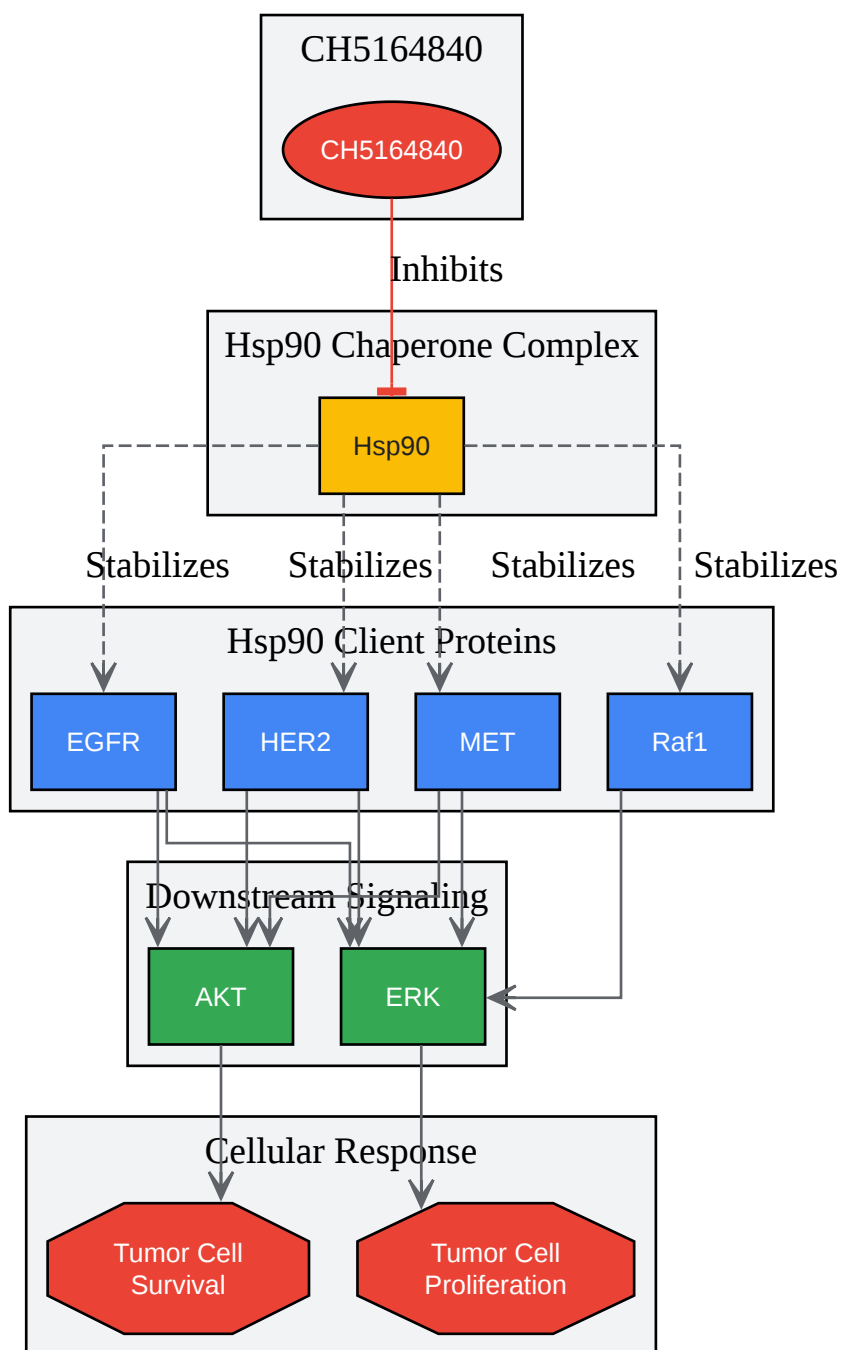 CH5164840
CH5164840
Inhibits
Hsp90 Chaperone Complex
Hsp90
Stabilizes
Stabilizes
Stabilizes
Stabilizes
Hsp90 Client Proteins
EGFR
HER2
MET
Raf1
Downstream Signaling
AKT
ERK
Cellular Response
Tumor Cell
Survival
Tumor Cell
Proliferation